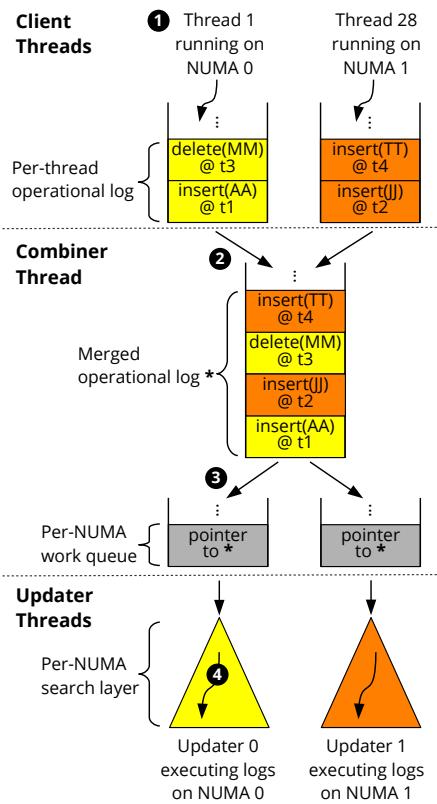 Client
Threads
1
Thread 1
running on
NUMA 0
Thread 28
running on
NUMA 1
Per-thread
operational log
...
delete(MM)
@ t3
insert(AA)
@ t1
...
insert(TT)
@ t4
insert(JJ)
@ t2
Combiner
Thread
2
Merged
operational log *
...
insert(TT)
@ t4
delete(MM)
@ t3
insert(JJ)
@ t2
insert(AA)
@ t1
3
Per-NUMA
work queue
...
pointer
to *
...
pointer
to *
Updater
Threads
Per-NUMA
search layer
4
Updater 0
executing logs
on NUMA 0
Updater 1
executing logs
on NUMA 1